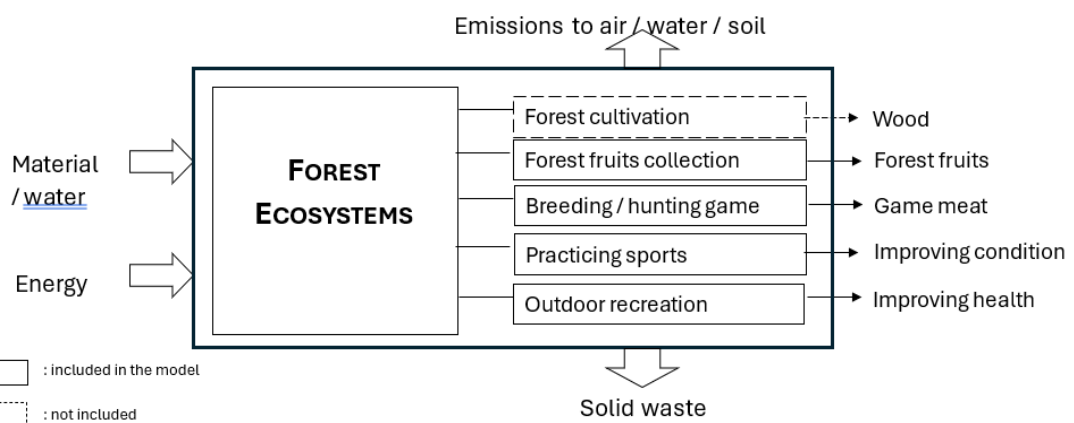 Emissions to air / water / soil
Material
/ water
Energy
FOREST
ECOSYSTEMS
Forest cultivation
Forest fruits collection
Breeding / hunting game
Practicing sports
Outdoor recreation
Wood
Forest fruits
Game meat
Improving condition
Improving health
: included in the model
: not included
Solid waste